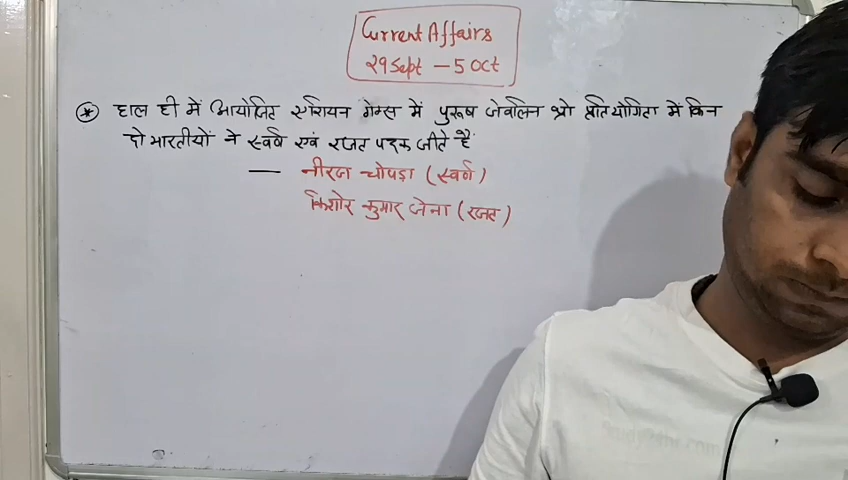 Current Affairs
29 Sept — 5 Oct
* हाल ही में आयोजित एशियन गेम्स में पुरूष जेवलिन थ्रो प्रतियोगिता में किन
दो भारतीयों ने स्वर्ण एवं रजत पदक जीते हैं
— नीरज चोपड़ा (स्वर्ण)
किशोर कुमार जेना (रजत)